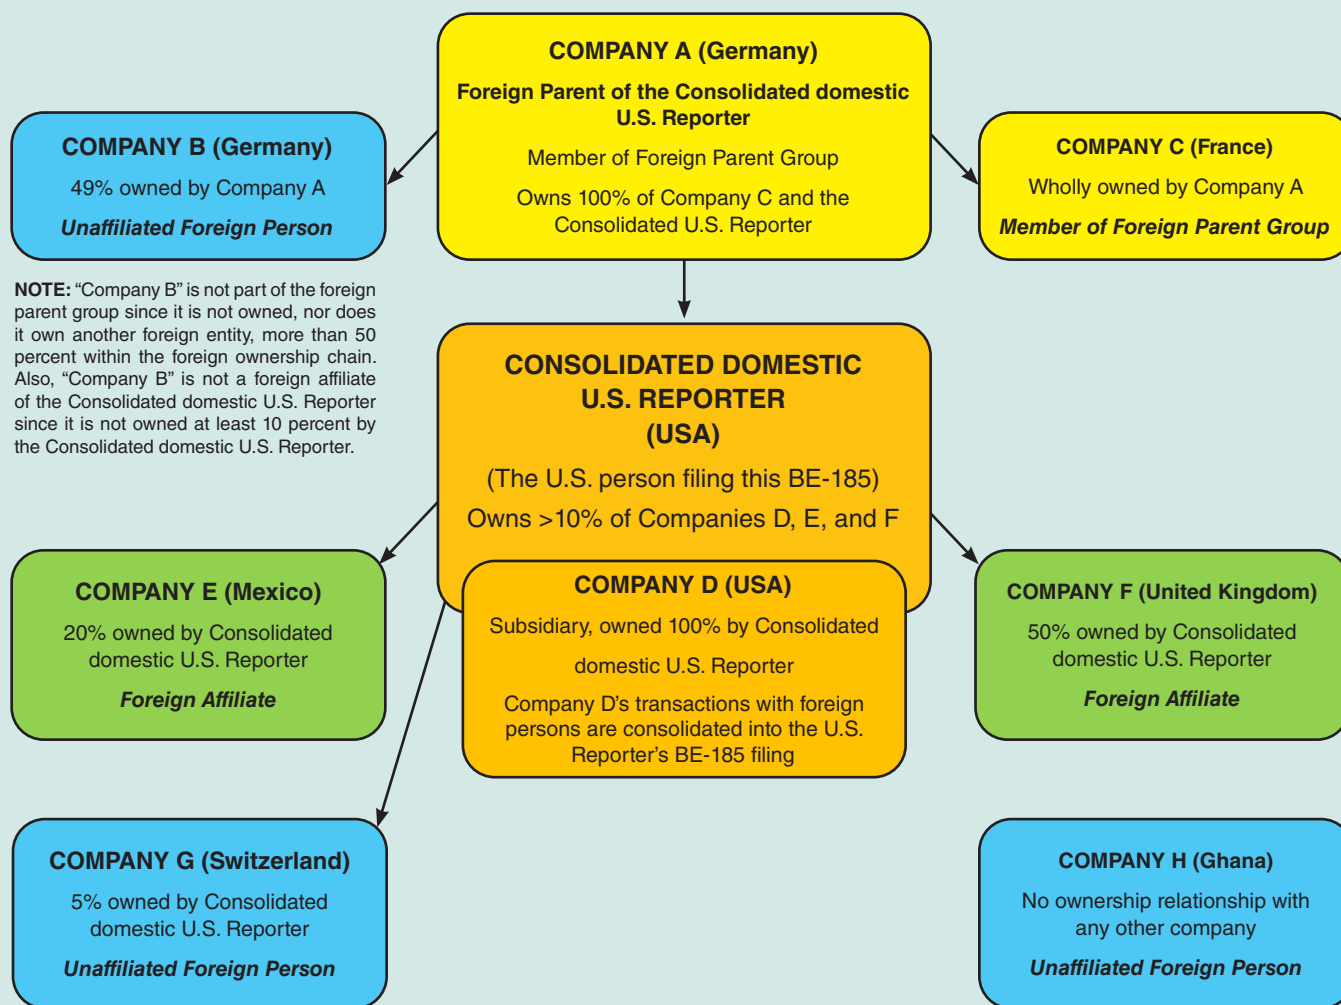 COMPANY A (Germany)
Foreign Parent of the Consolidated domestic
U.S. Reporter
Member of Foreign Parent Group
Owns 100% of Company C and the
Consolidated U.S. Reporter
COMPANY B (Germany)
49% owned by Company A
Unaffiliated Foreign Person
COMPANY C (France)
Wholly owned by Company A
Member of Foreign Parent Group
NOTE: “Company B” is not part of the foreign
parent group since it is not owned, nor does
it own another foreign entity, more than 50
percent within the foreign ownership chain.
Also, “Company B” is not a foreign affiliate
of the Consolidated domestic U.S. Reporter
since it is not owned at least 10 percent by
the Consolidated domestic U.S. Reporter.
CONSOLIDATED DOMESTIC
U.S. REPORTER
(USA)
(The U.S. person filing this BE-185)
Owns >10% of Companies D, E, and F
COMPANY E (Mexico)
20% owned by Consolidated
domestic U.S. Reporter
Foreign Affiliate
COMPANY D (USA)
Subsidiary, owned 100% by Consolidated
domestic U.S. Reporter
Company D’s transactions with foreign
persons are consolidated into the U.S.
Reporter’s BE-185 filing
COMPANY F (United Kingdom)
50% owned by Consolidated
domestic U.S. Reporter
Foreign Affiliate
COMPANY G (Switzerland)
5% owned by Consolidated
domestic U.S. Reporter
Unaffiliated Foreign Person
COMPANY H (Ghana)
No ownership relationship with
any other company
Unaffiliated Foreign Person